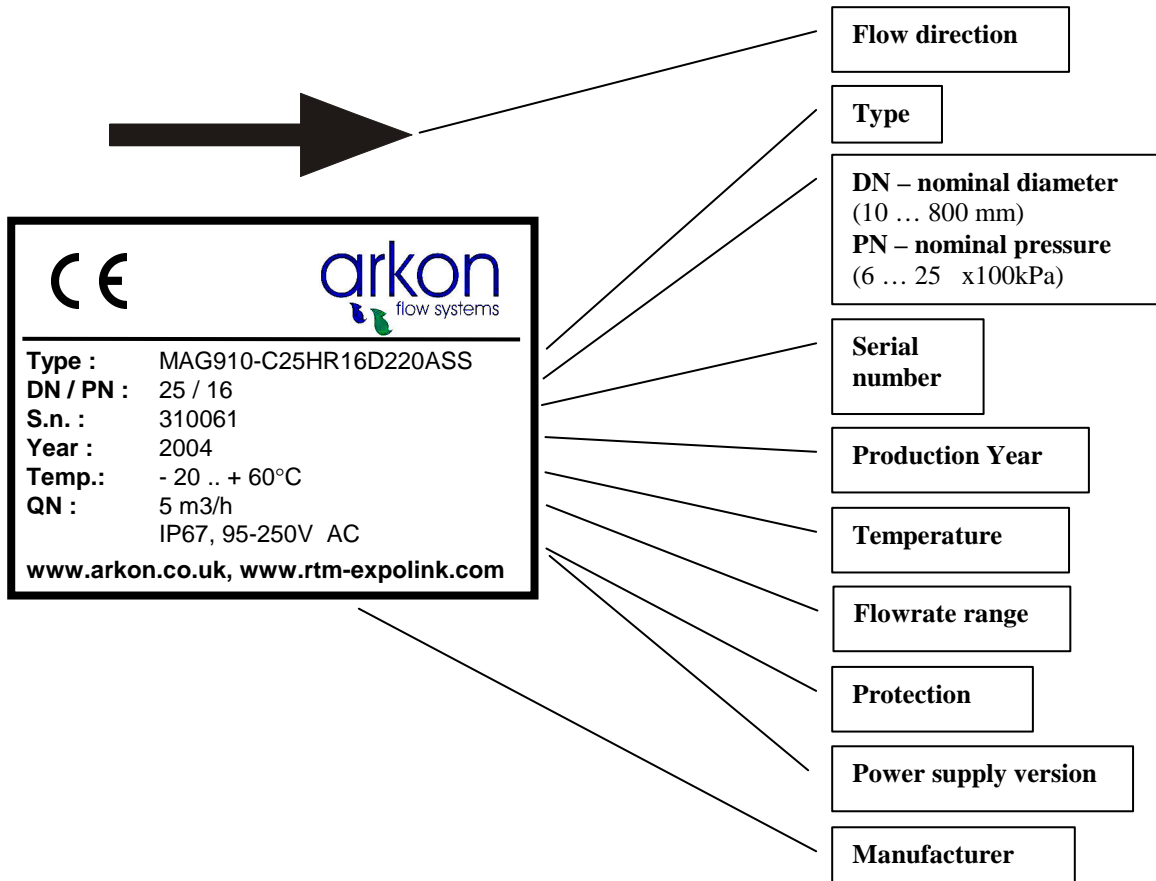 Flow direction
Type
DN – nominal diameter
(10 … 800 mm)
PN – nominal pressure
(6 … 25 x100kPa)
Serial
number
Production Year
Temperature
Flowrate range
Protection
Power supply version
Manufacturer
CE
arkon
flow systems
Type : MAG910-C25HR16D220ASS
DN / PN : 25 / 16
S.n. : 310061
Year : 2004
Temp.: - 20 .. + 60°C
QN : 5 m3/h
IP67, 95-250V AC
www.arkon.co.uk, www.rtm-expolink.com